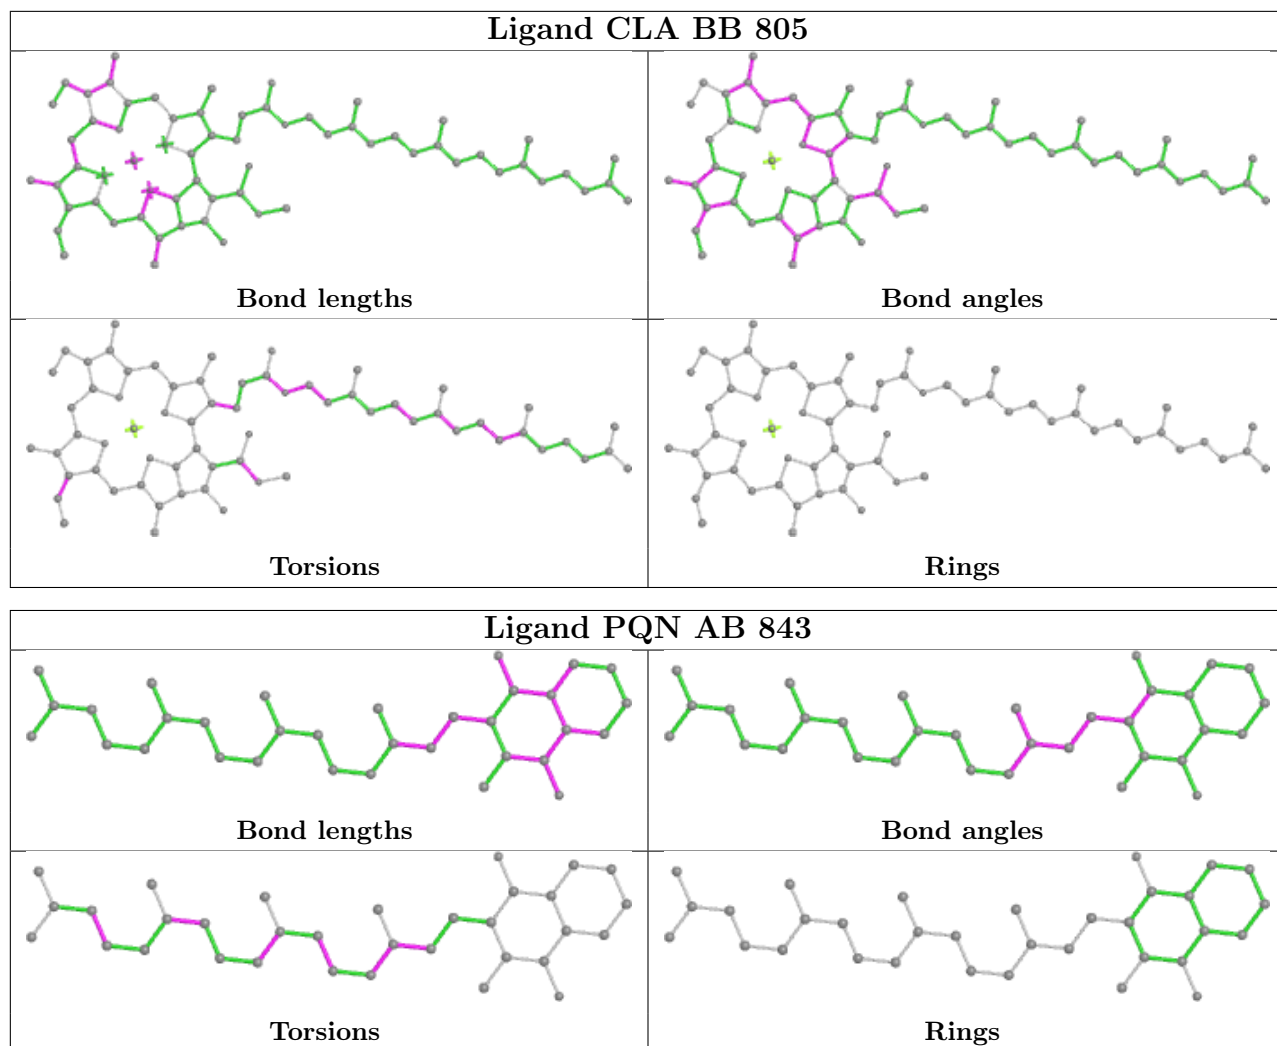 Ligand CLA BB 805
Bond lengths
Bond angles
Torsions
Rings
Ligand PQN AB 843
Bond lengths
Bond angles
Torsions
Rings